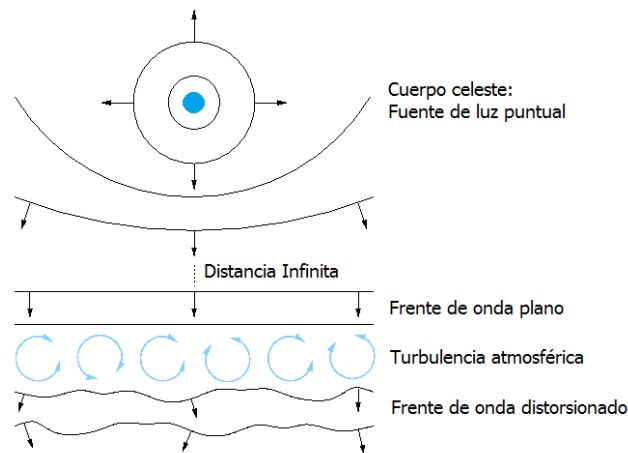 Cuerpo celeste:
Fuente de luz puntual
Distancia Infinita
Frente de onda plano
Turbulencia atmosférica
Frente de onda distorsionado